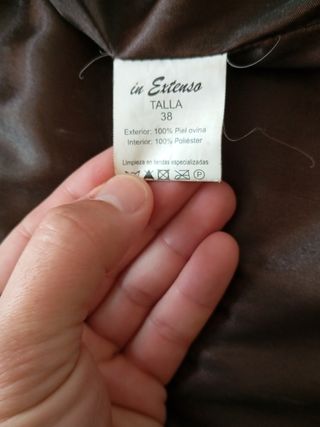 in Extenso
TALLA
38
Exterior: 100% Piel ovina
Interior: 100% Poliéster
Limpieza en tiendas especializadas
P